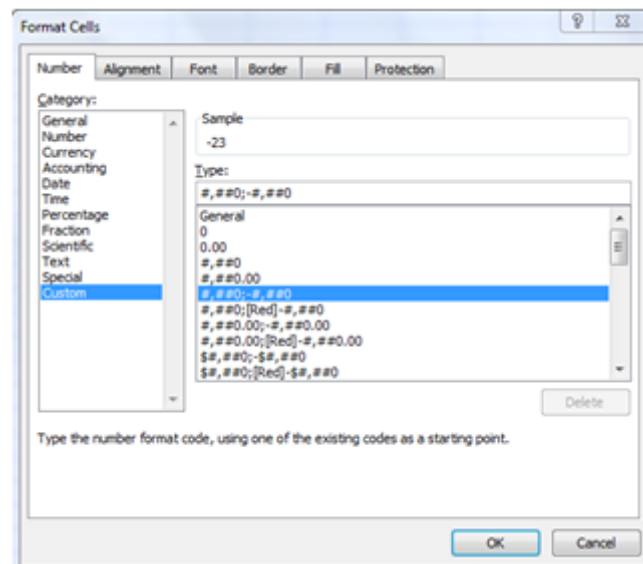 Format Cells
Number Alignment Font Border Fill Protection
Category:
General
Number
Currency
Accounting
Date
Time
Percentage
Fraction
Scientific
Text
Special
Custom
Sample
-23
Type:
#,##0;-#,##0
General
0
0.00
#,##0
#,##0.00
#,##0;-#,##0
#,##0;[Red]-#,##0
#,##0.00;-#,##0.00
#,##0.00;[Red]-#,##0.00
$#,##0;-$#,##0
$#,##0;[Red]-$#,##0
Delete
Type the number format code, using one of the existing codes as a starting point.
OK Cancel